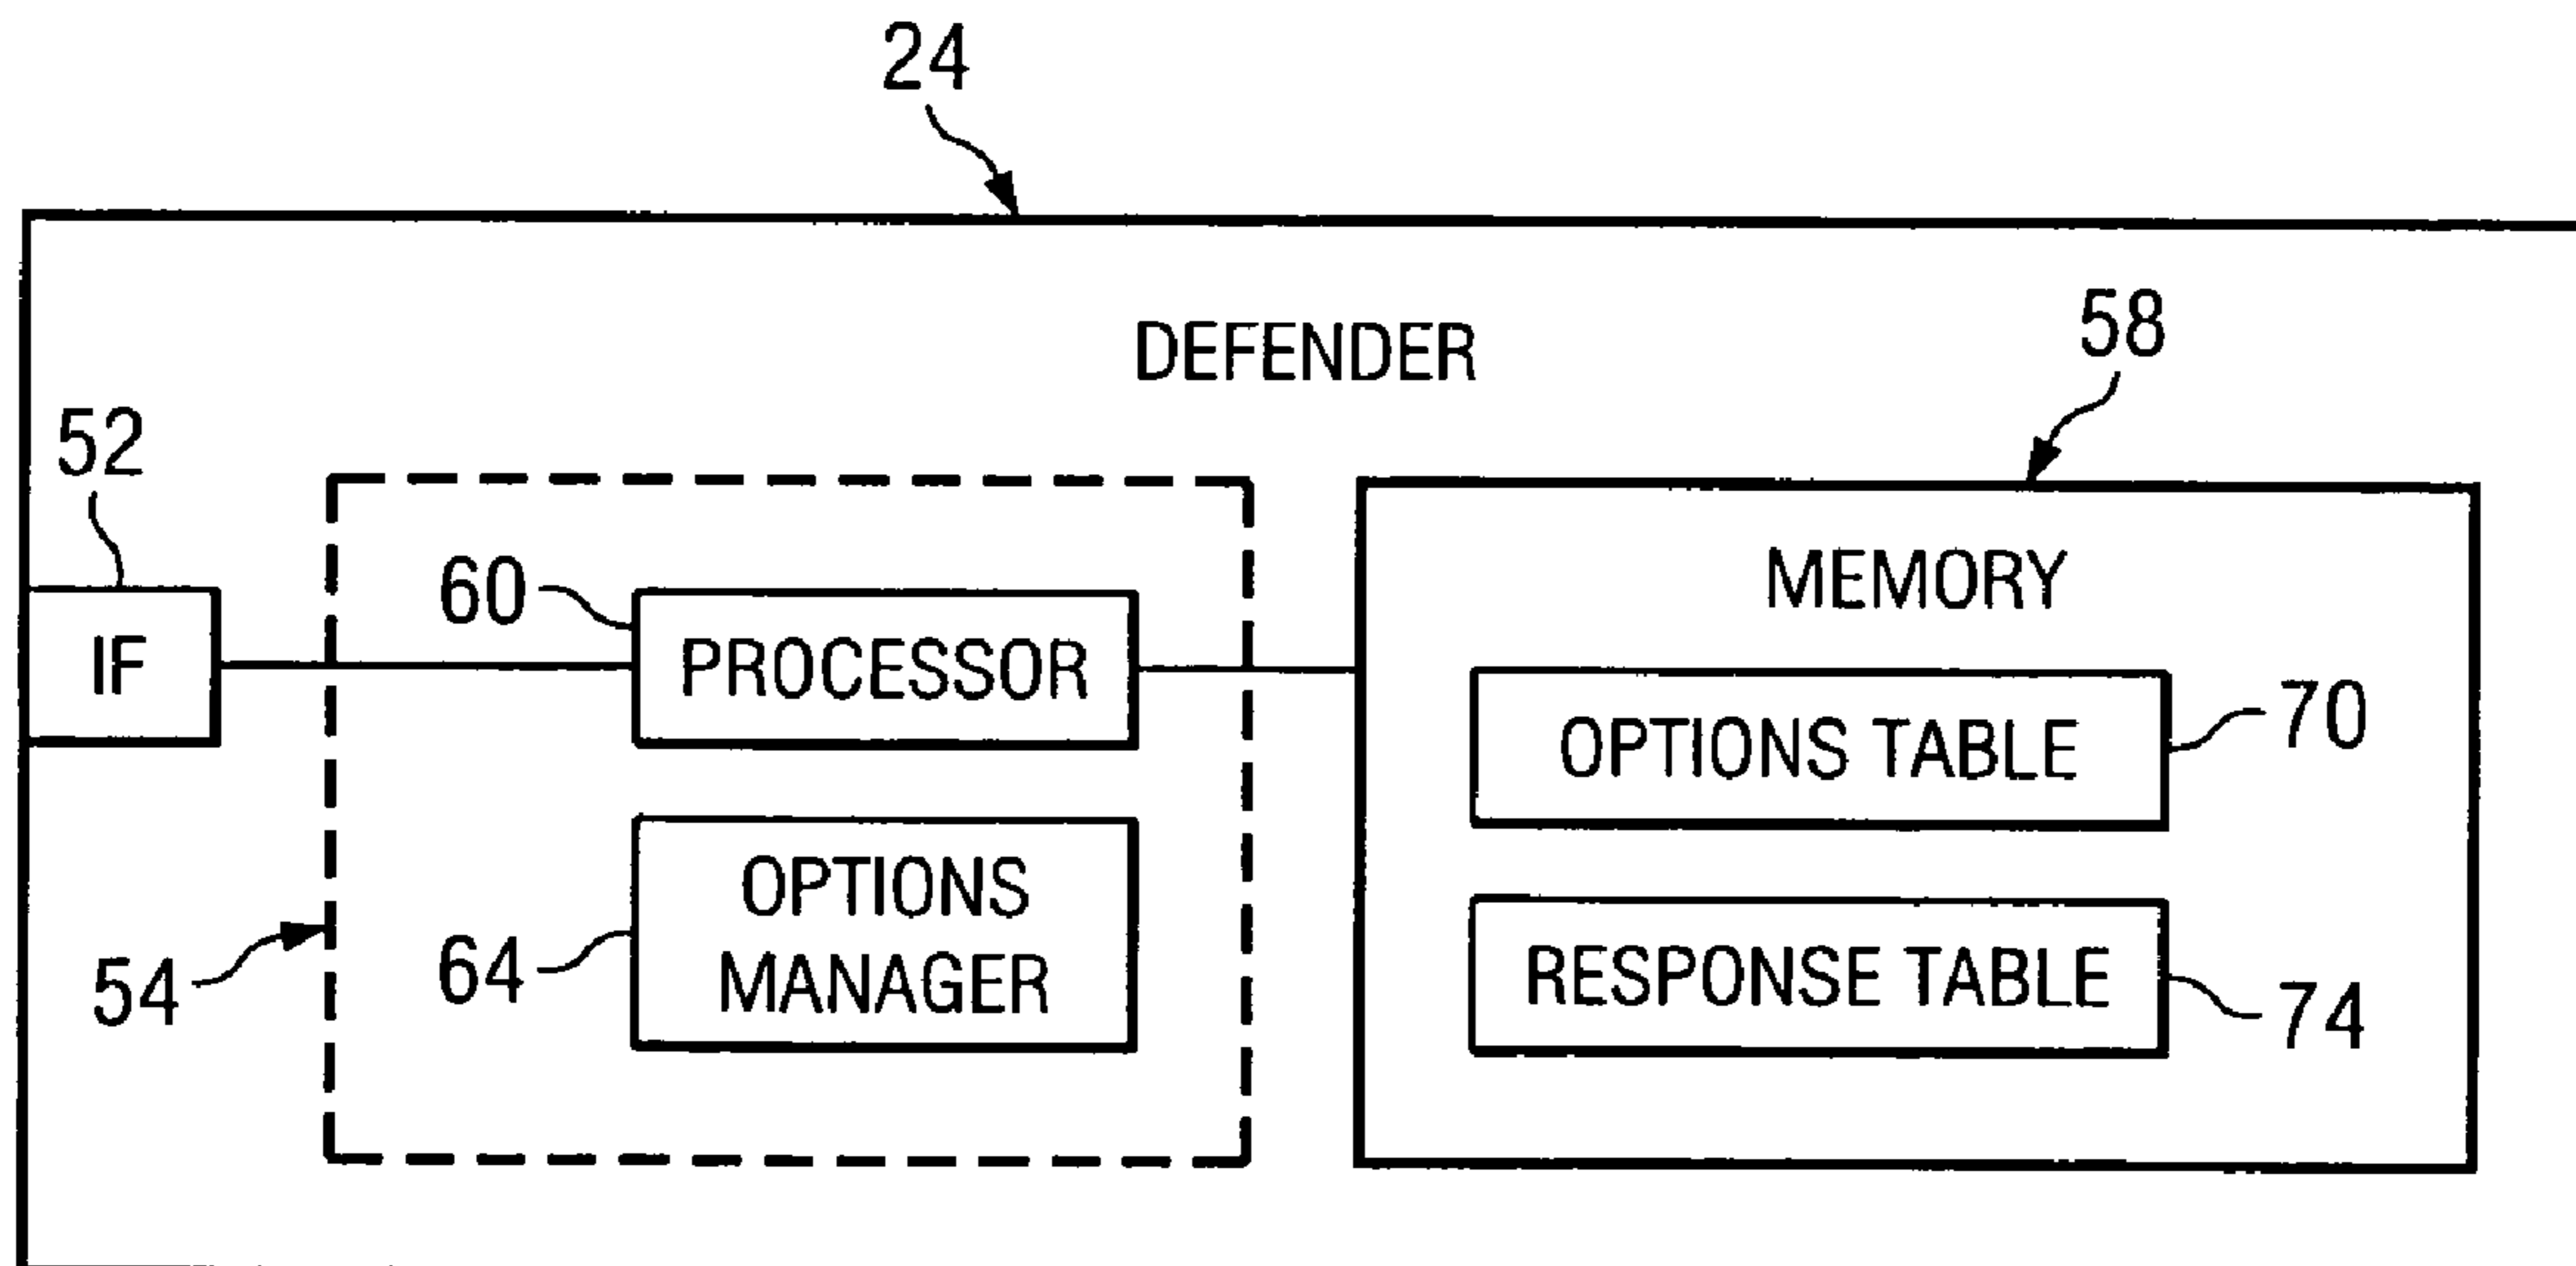 24
DEFENDER
58
52
60
IF
PROCESSOR
MEMORY
OPTIONS TABLE
70
OPTIONS
MANAGER
54
64
RESPONSE TABLE
74